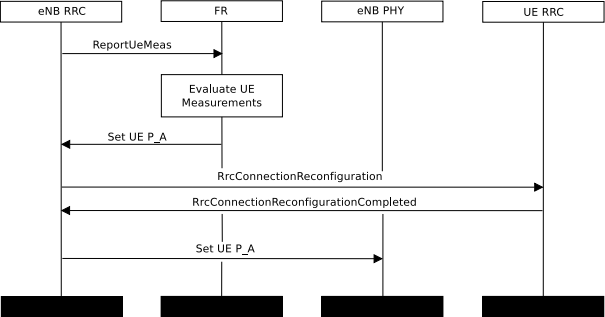 eNB RRC
FR
eNB PHY
UE RRC
ReportUeMeas
Evaluate UE
Measurements
Set UE P_A
RrcConnectionReconfiguration
RrcConnectionReconfigurationCompleted
Set UE P_A